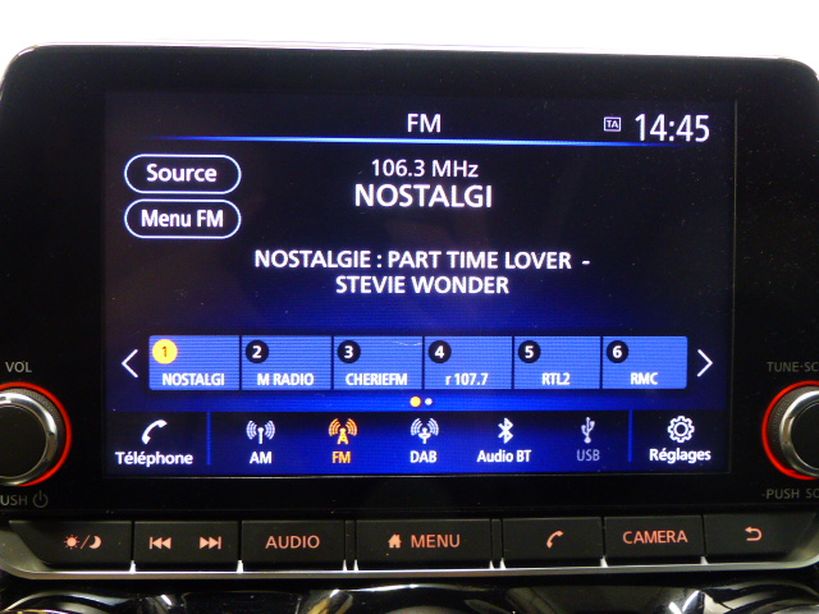 FM
TA 14:45
Source
106.3 MHz
NOSTALGI
Menu FM
NOSTALGIE : PART TIME LOVER -
STEVIE WONDER
1 2 3 4 5 6
NOSTALGI M RADIO CHERIEFM r 107.7 RTL2 RMC
VOL
TUNE·SC
Téléphone AM FM DAB Audio BT USB Réglages
USH
PUSH SC
AUDIO MENU CAMERA